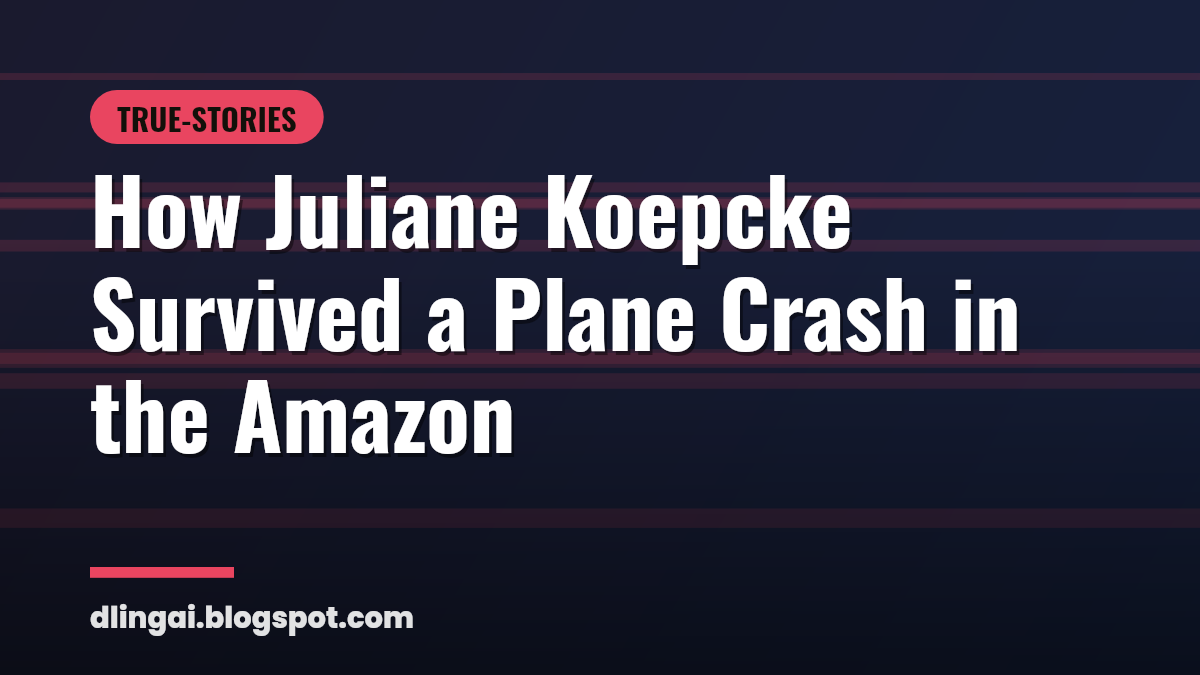 TRUE-STORIES
How Juliane Koepcke
Survived a Plane Crash in
the Amazon
dlingai.blogspot.com